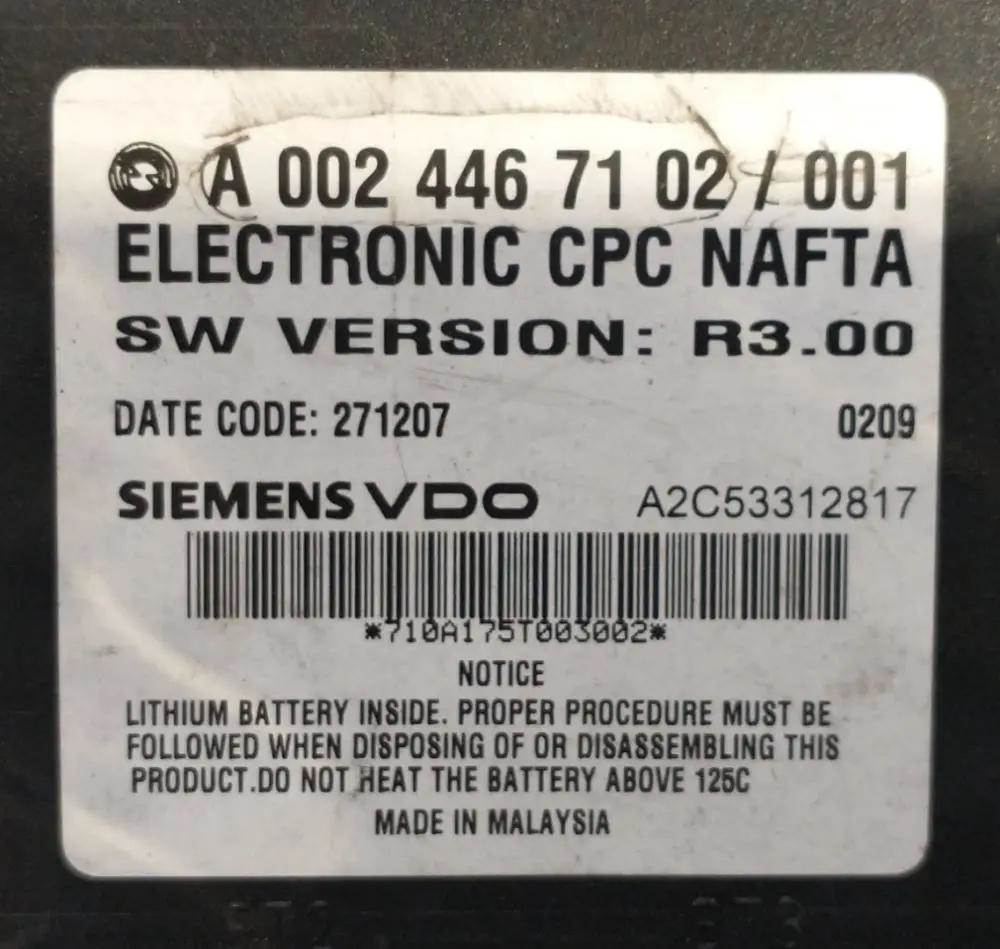 A 002 446 71 02 / 001
ELECTRONIC CPC NAFTA
SW VERSION: R3.00
DATE CODE: 271207 0209
SIEMENS VDO A2C53312817
*710A175T003002*
NOTICE
LITHIUM BATTERY INSIDE. PROPER PROCEDURE MUST BE
FOLLOWED WHEN DISPOSING OF OR DISASSEMBLING THIS
PRODUCT.DO NOT HEAT THE BATTERY ABOVE 125C
MADE IN MALAYSIA